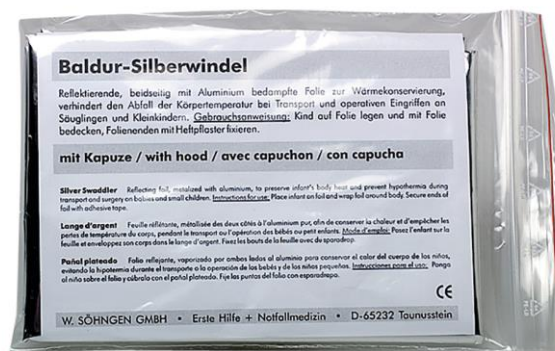 Baldur-Silberwindel
Reflektierende, beidseitig mit Aluminium bedampfte Folie zur Wärmekonservierung,
verhindert den Abfall der Körpertemperatur bei Transport und operativen Eingriffen an
Säuglingen und Kleinkindern. Gebrauchsanweisung: Kind auf Folie legen und mit Folie
bedecken, Folienenden mit Heftpflaster fixieren.
mit Kapuze / with hood / avec capuchon / con capucha
Silver Swaddler Reflecting foil, metalized with aluminium, to preserve infant's body heat and prevent hypothermia during
transport and surgery on babies and small children. Instructions for use: Place infant on foil and wrap foil around body. Secure ends of
foil with adhesive tape.
Lange d'argent Feuille réflétante, métallisée des deux côtés à l'aluminium pur, afin de conserver la chaleur et d'empêcher les
pertes de température du corps, pendant le transport ou l'opération des bébés ou petit enfants. Mode d'emploi: Posez l'enfant sur la
feuille et enveloppez son corps dans le lange d'argent. Fixez les bouts de la feuille avec du sparadrap.
Pañal plateado Folio reflejante, vaporizado por ambos lados al aluminio para conservar el calor del cuerpo de los niños,
evitando la hipotermia durante el transporte o la operación de los bebés y de los niños pequeños. Instrucciones para el uso: Ponga
al niño sobre el folio y cúbralo con el pañal plateado. Fije las puntas del folio con esparadrapo.
CE
W. SÖHNGEN GMBH • Erste Hilfe + Notfallmedizin • D-65232 Taunusstein